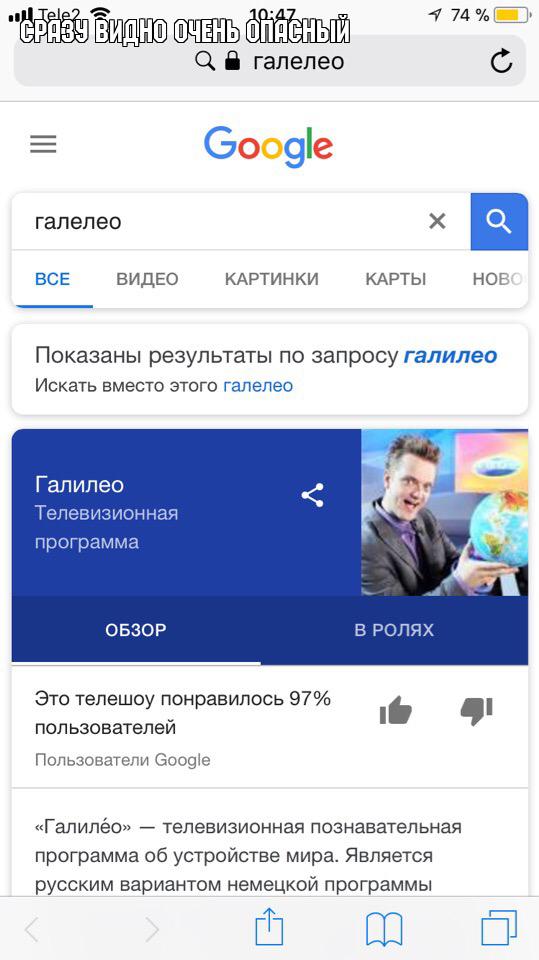 Tele2 10:47 74 %
СРАЗУ ВИДНО ОЧЕНЬ ОПАСНЫЙ
галелео
Google
галелео
ВСЕ ВИДЕО КАРТИНКИ КАРТЫ НОВО
Показаны результаты по запросу галилео
Искать вместо этого галелео
Галилео
Телевизионная
программа
ОБЗОР В РОЛЯХ
Это телешоу понравилось 97%
пользователей
Пользователи Google
«Галиле́о» — телевизионная познавательная
программа об устройстве мира. Является
русским вариантом немецкой программы